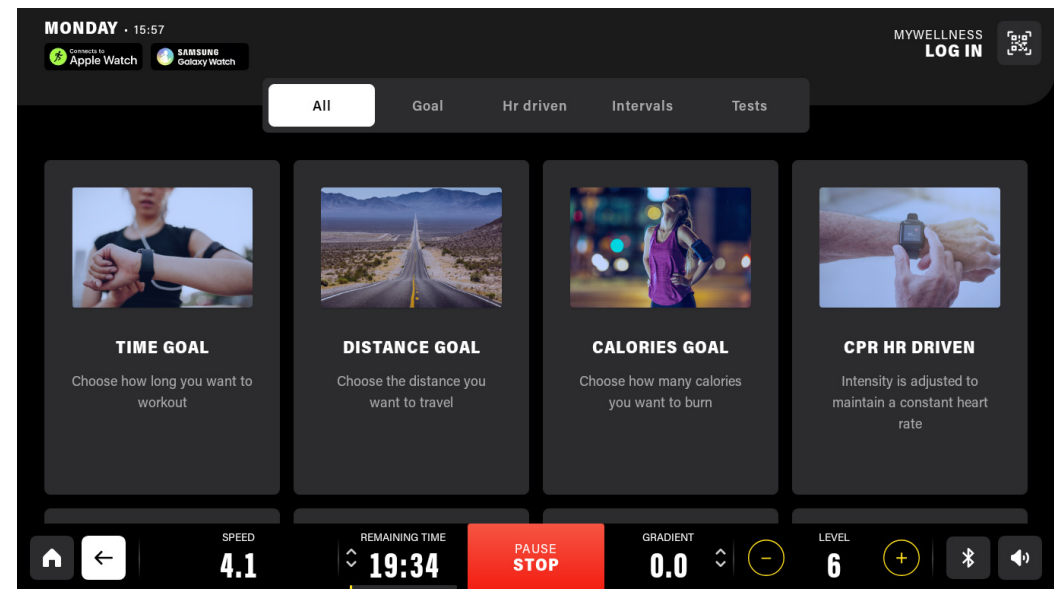 MONDAY · 15:57
Connects to
Apple Watch
SAMSUNG
Galaxy Watch
MYWELLNESS
LOG IN
All
Goal
Hr driven
Intervals
Tests
TIME GOAL
Choose how long you want to
workout
DISTANCE GOAL
Choose the distance you
want to travel
CALORIES GOAL
Choose how many calories
you want to burn
CPR HR DRIVEN
Intensity is adjusted to
maintain a constant heart
rate
SPEED
4.1
REMAINING TIME
19:34
PAUSE
STOP
GRADIENT
0.0
−
LEVEL
6
+